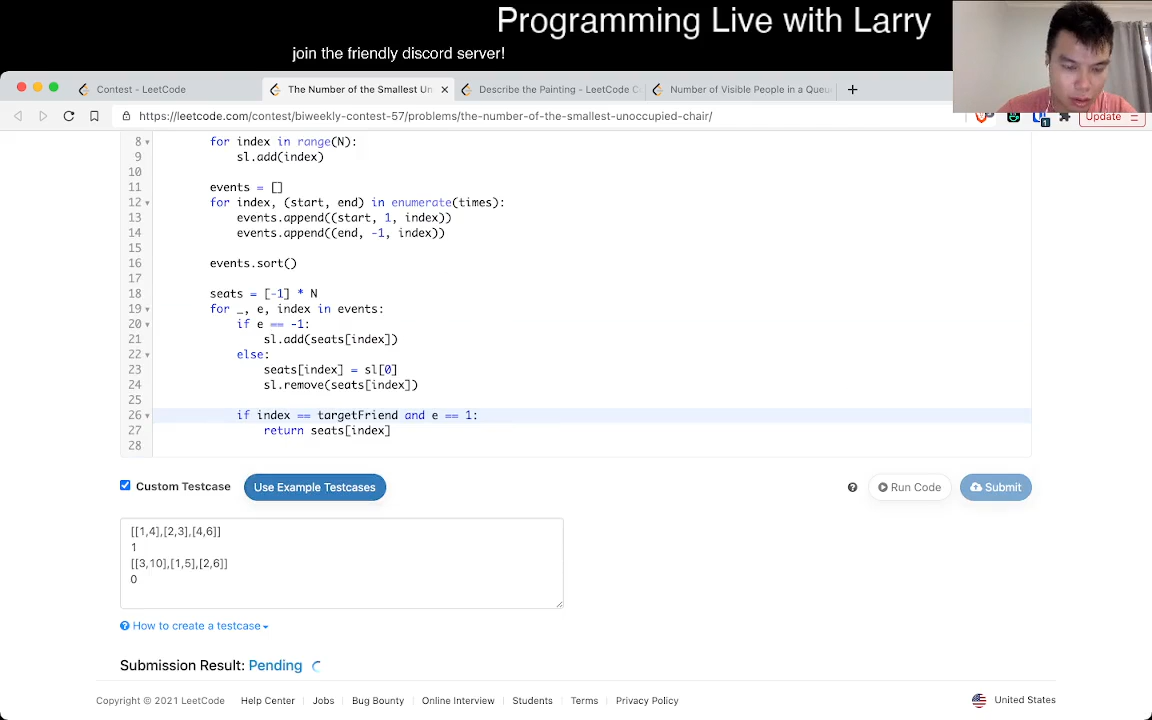 Programming Live with Larry
join the friendly discord server!
Contest - LeetCode
The Number of the Smallest Un
Describe the Painting - LeetCode C
Number of Visible People in a Queu
https://leetcode.com/contest/biweekly-contest-57/problems/the-number-of-the-smallest-unoccupied-chair/
1
Update
8 for index in range(N):
9 sl.add(index)
10
11 events = []
12 for index, (start, end) in enumerate(times):
13 events.append((start, 1, index))
14 events.append((end, -1, index))
15
16 events.sort()
17
18 seats = [-1] * N
19 for _, e, index in events:
20 if e == -1:
21 sl.add(seats[index])
22 else:
23 seats[index] = sl[0]
24 sl.remove(seats[index])
25
26 if index == targetFriend and e == 1:
27 return seats[index]
28
Custom Testcase
Use Example Testcases
Run Code
Submit
[[1,4],[2,3],[4,6]]
1
[[3,10],[1,5],[2,6]]
0
How to create a testcase
Submission Result: Pending
Copyright © 2021 LeetCode Help Center Jobs Bug Bounty Online Interview Students Terms Privacy Policy United States